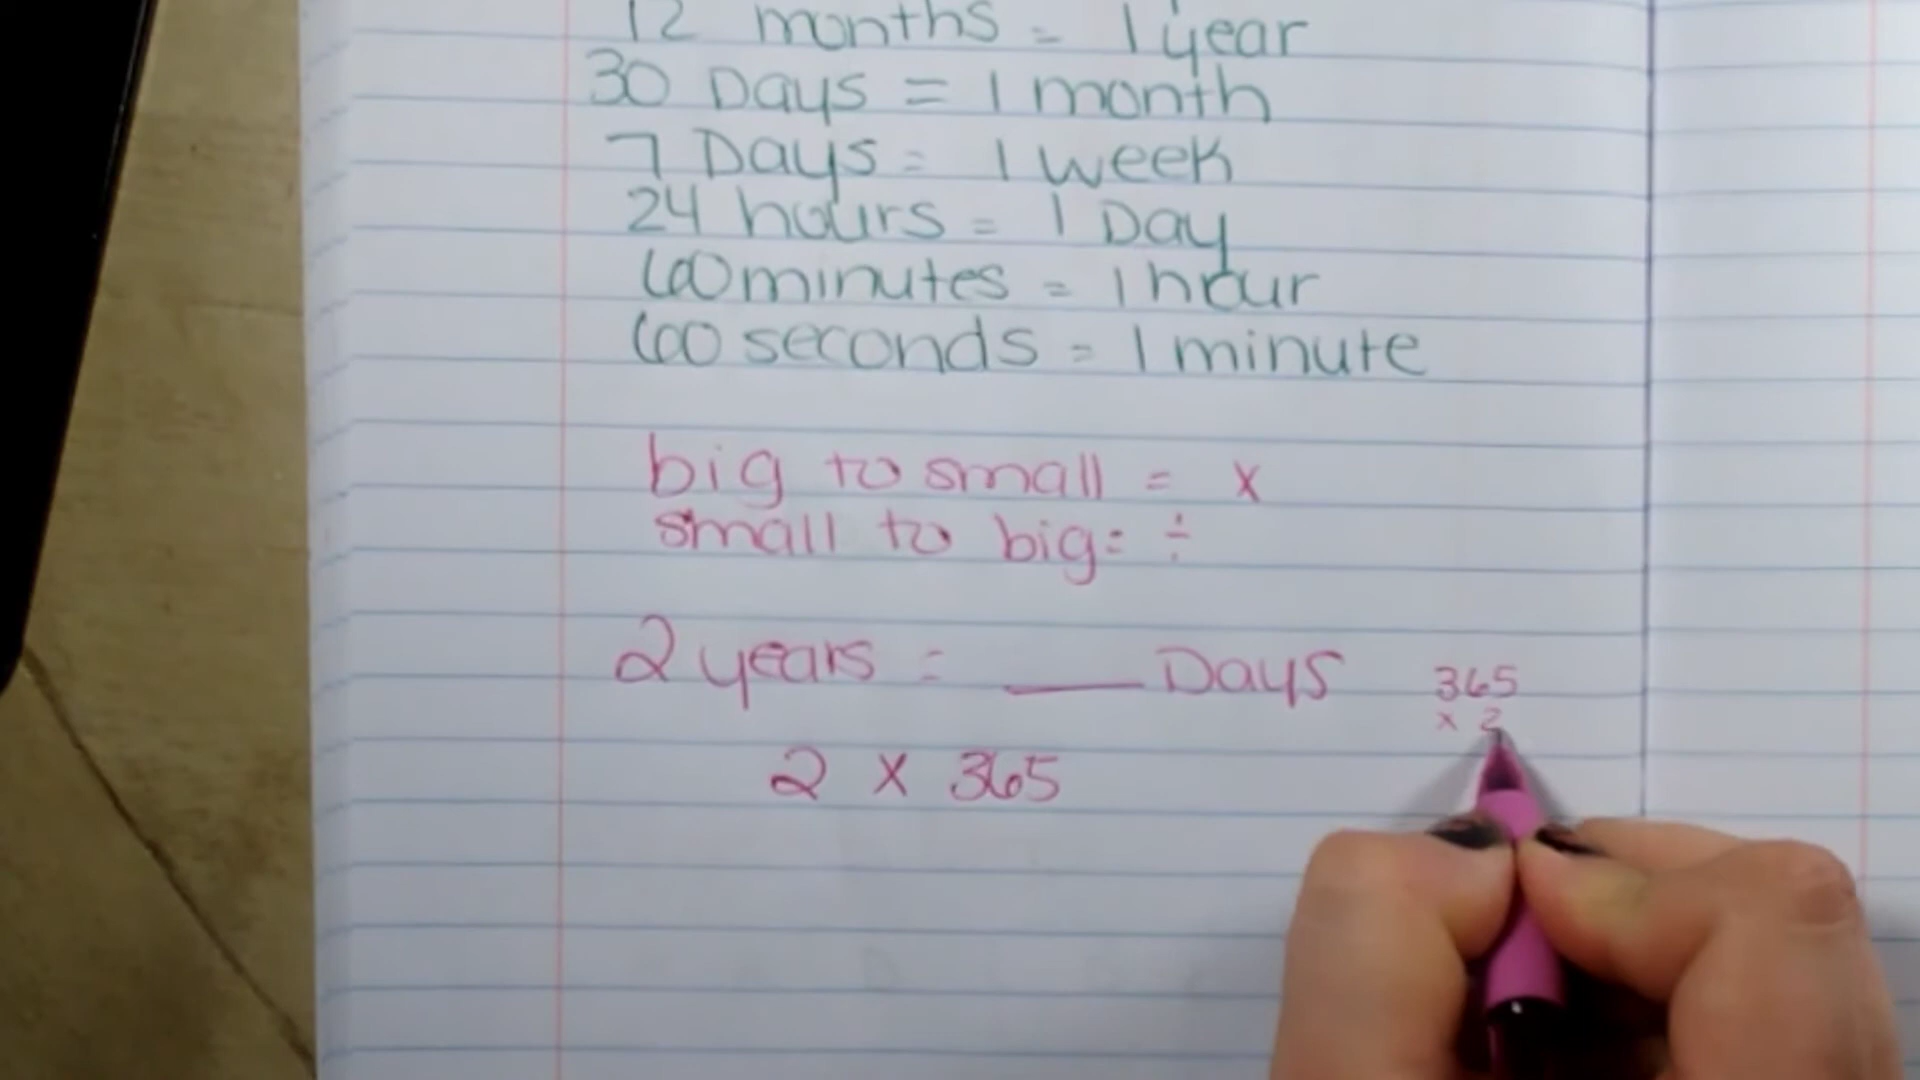 12 months = 1 year
30 Days = 1 month
7 Days = 1 week
24 hours = 1 Day
60 minutes = 1 hour
60 seconds = 1 minute
big to small = x
small to big = ÷
2 years = ___ Days
365
x 2
2 x 365